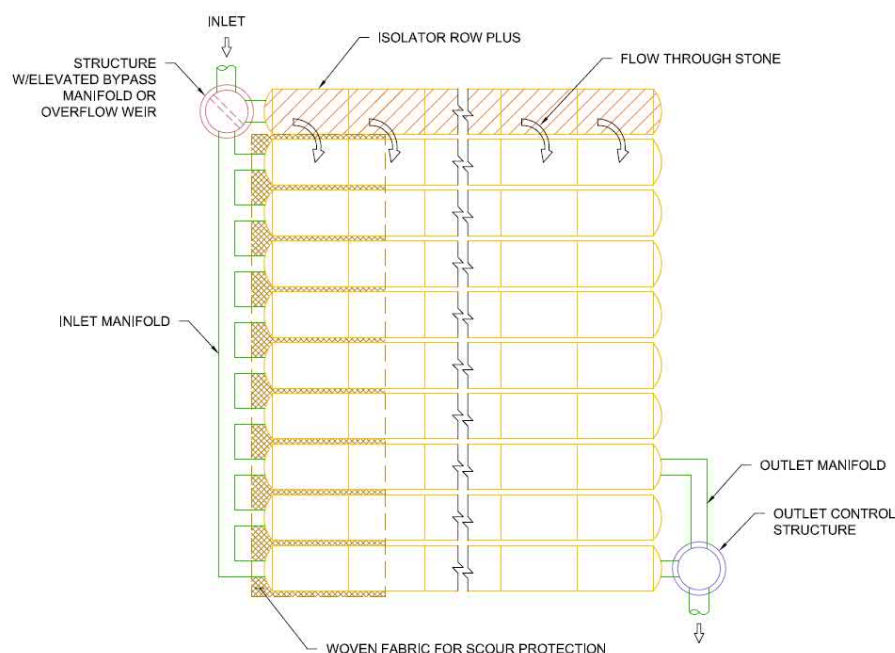 INLET
ISOLATOR ROW PLUS
STRUCTURE
W/ELEVATED BYPASS
MANIFOLD OR
OVERFLOW WEIR
FLOW THROUGH STONE
INLET MANIFOLD
OUTLET MANIFOLD
OUTLET CONTROL
STRUCTURE
WOVEN FABRIC FOR SCOUR PROTECTION